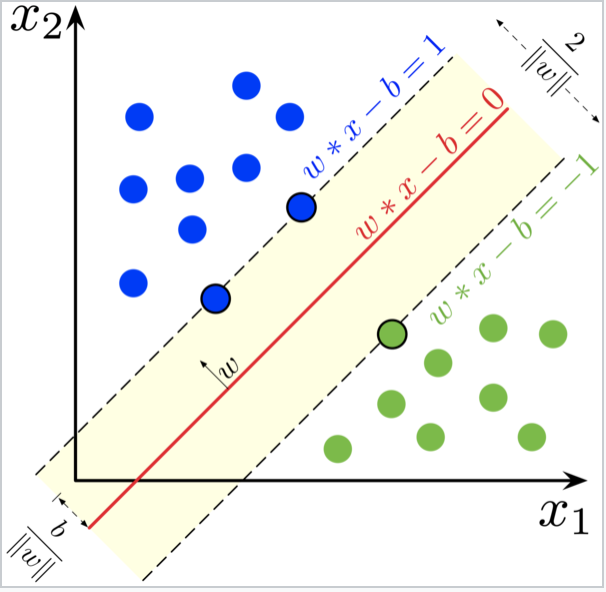 x₂
w * x − b = 1
2
‖w‖
w * x − b = 0
w * x − b = −1
w
x₁
b
‖w‖